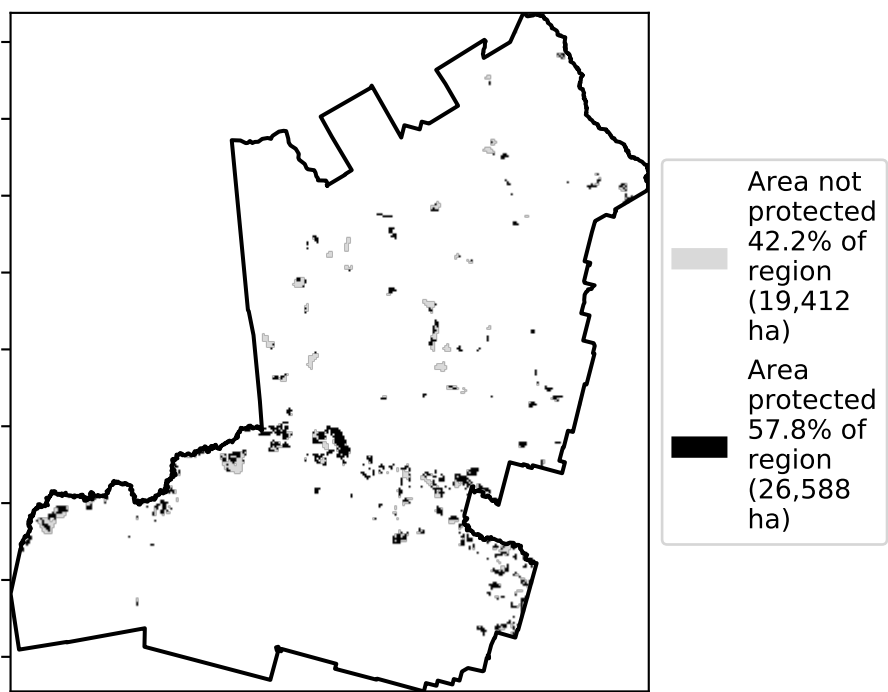 Area not
protected
42.2% of
region
(19,412
ha)
Area
protected
57.8% of
region
(26,588
ha)